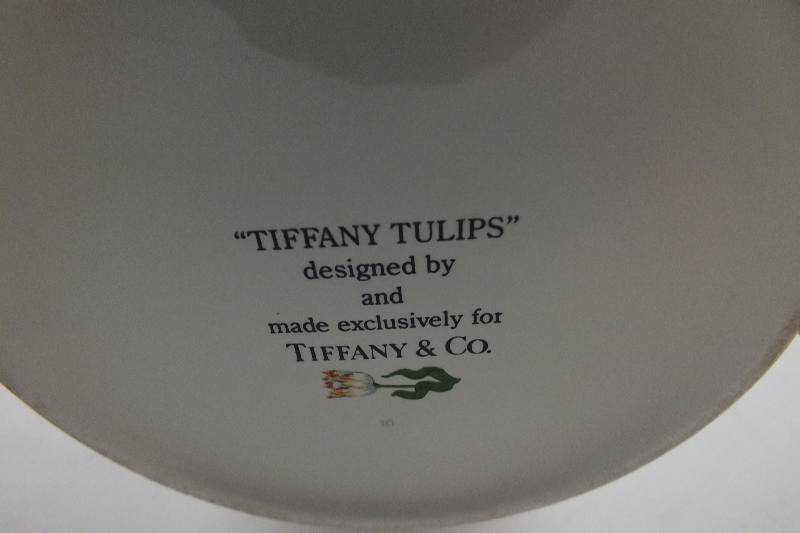 “TIFFANY TULIPS”
designed by
and
made exclusively for
TIFFANY & CO.